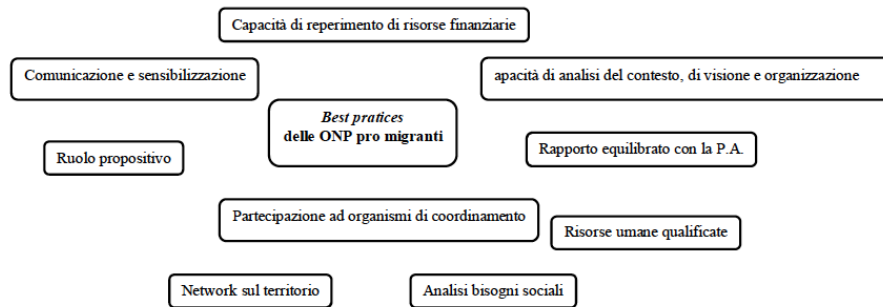 Capacità di reperimento di risorse finanziarie
Comunicazione e sensibilizzazione
apacità di analisi del contesto, di visione e organizzazione
Best pratices
delle ONP pro migranti
Ruolo propositivo
Rapporto equilibrato con la P.A.
Partecipazione ad organismi di coordinamento
Risorse umane qualificate
Network sul territorio
Analisi bisogni sociali